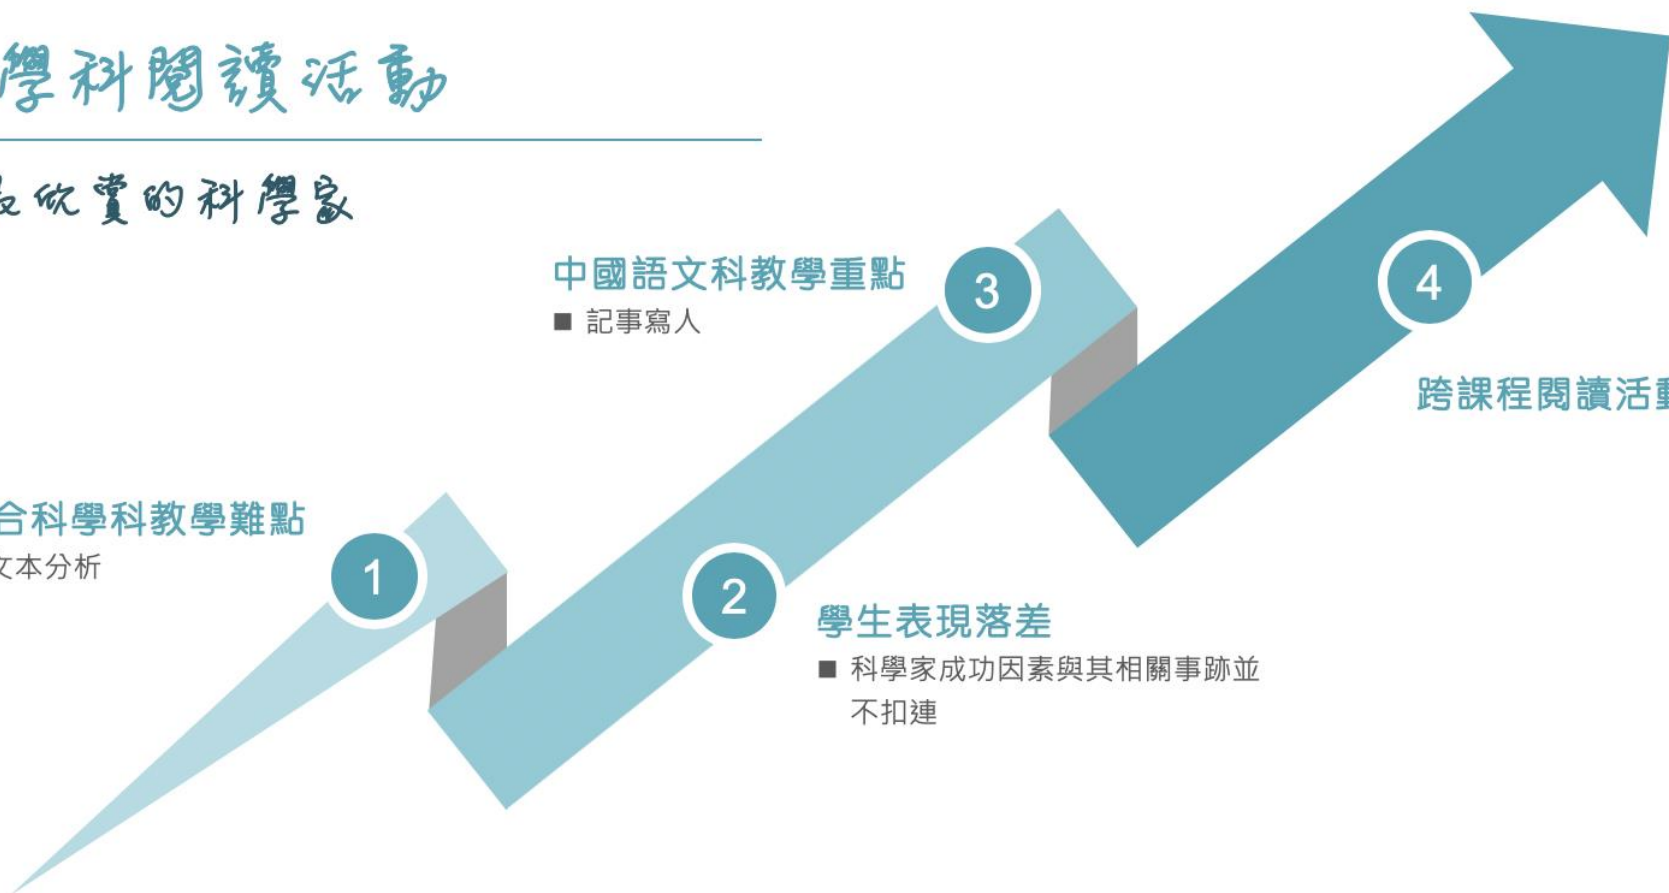 學科閱讀活動
最欣賞的科學家
中國語文科教學重點
■ 記事寫人
3
4
跨課程閱讀活動
合科學科教學難點
文本分析
1
2
學生表現落差
■ 科學家成功因素與其相關事跡並
不扣連